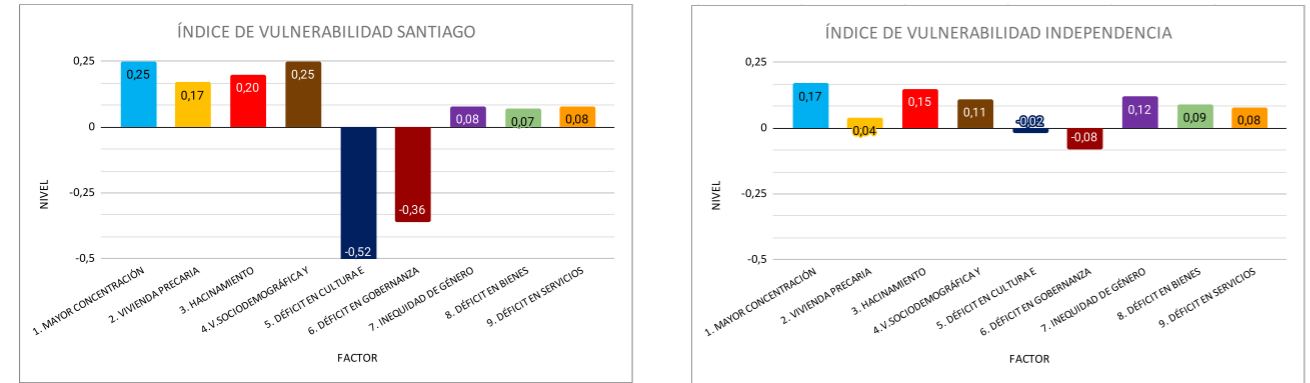 ÍNDICE DE VULNERABILIDAD SANTIAGO
NIVEL
0,25
0
-0,25
-0,5
0,25
0,17
0,20
0,25
-0,52
-0,36
0,08
0,07
0,08
1. MAYOR CONCENTRACIÓN
2. VIVIENDA PRECARIA
3. HACINAMIENTO
4.V.SOCIODEMOGRÁFICA Y
5. DÉFICIT EN CULTURA E
6. DÉFICIT EN GOBERNANZA
7. INEQUIDAD DE GÉNERO
8. DÉFICIT EN BIENES
9. DÉFICIT EN SERVICIOS
FACTOR
ÍNDICE DE VULNERABILIDAD INDEPENDENCIA
NIVEL
0,25
0
-0,25
-0,5
0,17
0,04
0,15
0,11
-0,02
-0,08
0,12
0,09
0,08
1. MAYOR CONCENTRACIÓN
2. VIVIENDA PRECARIA
3. HACINAMIENTO
4.V.SOCIODEMOGRÁFICA Y
5. DÉFICIT EN CULTURA E
6. DÉFICIT EN GOBERNANZA
7. INEQUIDAD DE GÉNERO
8. DÉFICIT EN BIENES
9. DÉFICIT EN SERVICIOS
FACTOR